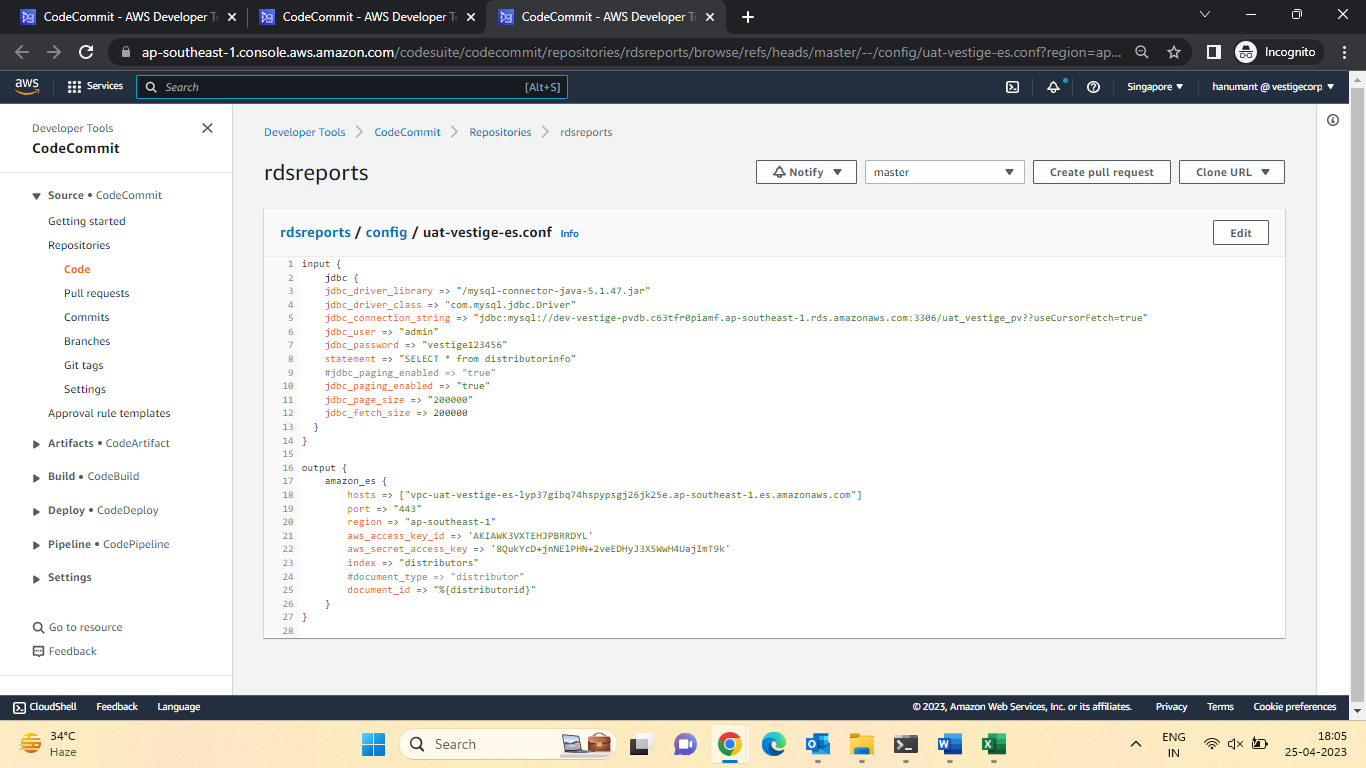 CodeCommit - AWS Developer To
CodeCommit - AWS Developer To
CodeCommit - AWS Developer To
ap-southeast-1.console.aws.amazon.com/codesuite/codecommit/repositories/rdsreports/browse/refs/heads/master/--/config/uat-vestige-es.conf?region=ap...
Incognito
aws
Services
Search
[Alt+S]
Singapore
hanumant @ vestigecorp
Developer Tools
CodeCommit
Source • CodeCommit
Getting started
Repositories
Code
Pull requests
Commits
Branches
Git tags
Settings
Approval rule templates
Artifacts • CodeArtifact
Build • CodeBuild
Deploy • CodeDeploy
Pipeline • CodePipeline
Settings
Go to resource
Feedback
Developer Tools
CodeCommit
Repositories
rdsreports
rdsreports
Notify
master
Create pull request
Clone URL
rdsreports / config / uat-vestige-es.conf Info
Edit
1 input {
2 jdbc {
3 jdbc_driver_library => "/mysql-connector-java-5.1.47.jar"
4 jdbc_driver_class => "com.mysql.jdbc.Driver"
5 jdbc_connection_string => "jdbc:mysql://dev-vestige-pvdb.c63tfr0piamf.ap-southeast-1.rds.amazonaws.com:3306/uat_vestige_pv??useCursorFetch=true"
6 jdbc_user => "admin"
7 jdbc_password => "vestige123456"
8 statement => "SELECT * from distributorinfo"
9 #jdbc_paging_enabled => "true"
10 jdbc_paging_enabled => "true"
11 jdbc_page_size => "200000"
12 jdbc_fetch_size => 200000
13 }
14 }
15
16 output {
17 amazon_es {
18 hosts => ["vpc-uat-vestige-es-lyp37gibq74hspypsgj26jk25e.ap-southeast-1.es.amazonaws.com"]
19 port => "443"
20 region => "ap-southeast-1"
21 aws_access_key_id => 'AKIAWK3VXTEHJPBRRDYL'
22 aws_secret_access_key =>
23 index => "distributors"
24 #document_type => "distributor"
25 document_id => "%{distributorid}"
26 }
27 }
28
CloudShell
Feedback
Language
© 2023, Amazon Web Services, Inc. or its affiliates.
Privacy
Terms
Cookie preferences
34°C
Haze
Search
ENG
IN
18:05
25-04-2023